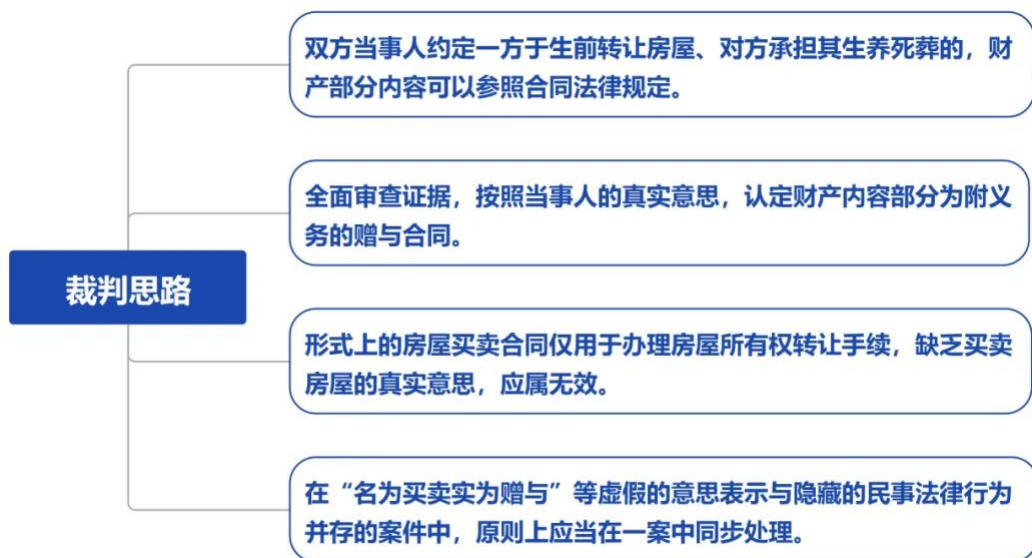 双方当事人约定一方于生前转让房屋、对方承担其生养死葬的，财
产部分内容可以参照合同法律规定。
全面审查证据，按照当事人的真实意思，认定财产内容部分为附义
务的赠与合同。
裁判思路
形式上的房屋买卖合同仅用于办理房屋所有权转让手续，缺乏买卖
房屋的真实意思，应属无效。
在“名为买卖实为赠与”等虚假的意思表示与隐藏的民事法律行为
并存的案件中，原则上应当在一案中同步处理。